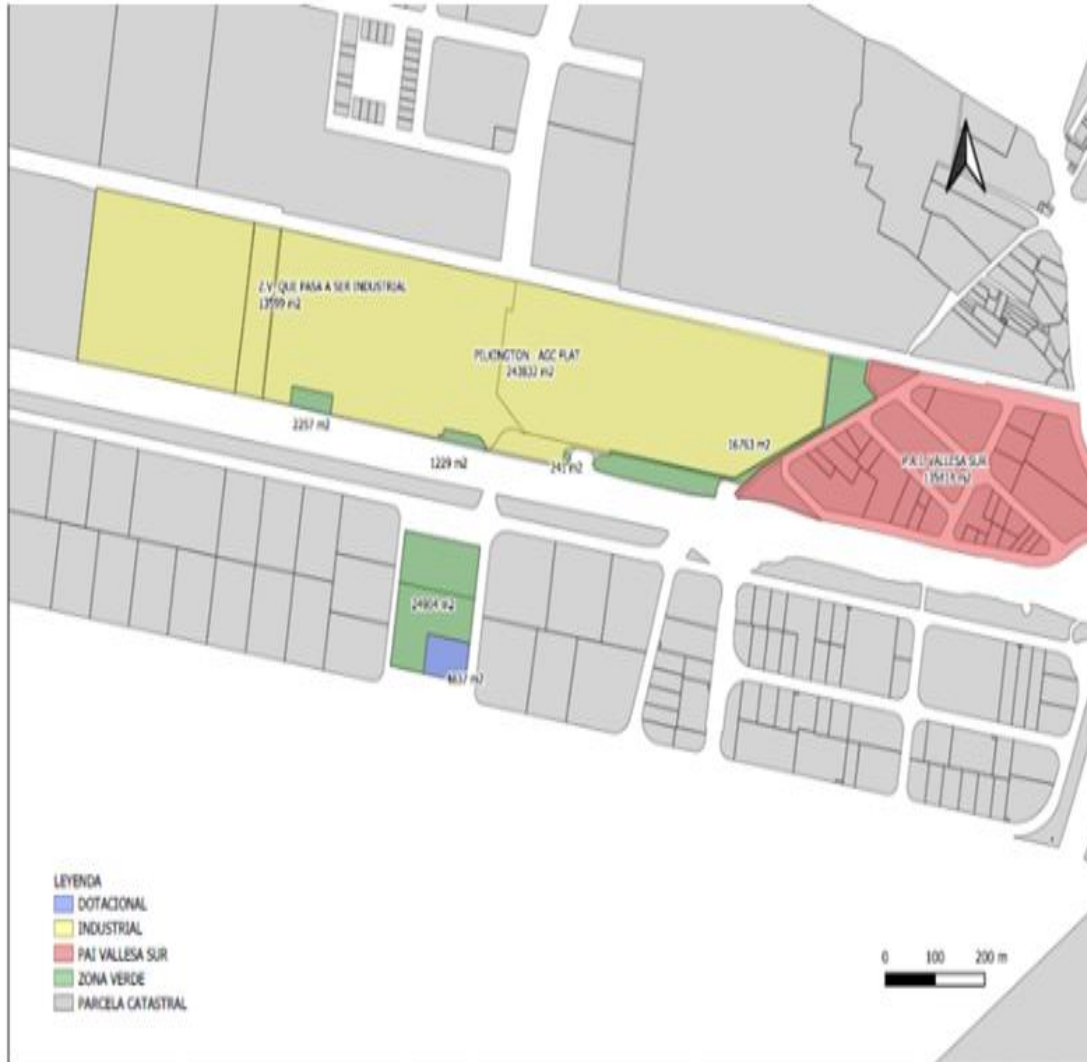 Z.V. QUE PASA A SER INDUSTRIAL
13599 m2
PILKINGTON - AGC FLAT
243832 m2
2257 m2
1229 m2
241 m2
16763 m2
P.A.I. VALLESA SUR
m2
24904 m2
m2
LEYENDA
DOTACIONAL
INDUSTRIAL
PAI VALLESA SUR
ZONA VERDE
PARCELA CATASTRAL
0 100 200 m